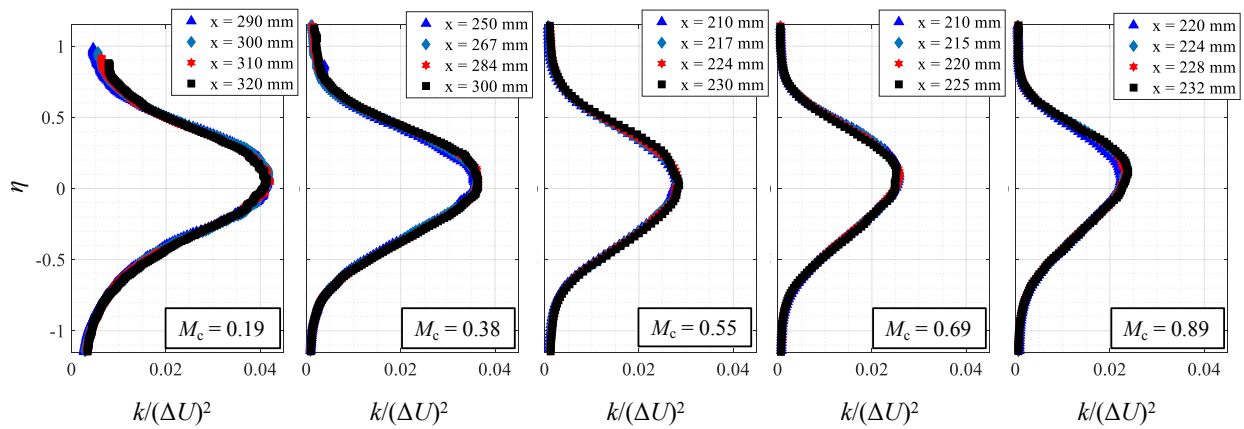 x = 290 mm
x = 300 mm
x = 310 mm
x = 320 mm
x = 250 mm
x = 267 mm
x = 284 mm
x = 300 mm
x = 210 mm
x = 217 mm
x = 224 mm
x = 230 mm
x = 210 mm
x = 215 mm
x = 220 mm
x = 225 mm
x = 220 mm
x = 224 mm
x = 228 mm
x = 232 mm
1
0.5
0
-0.5
-1
η
Mc = 0.19
Mc = 0.38
Mc = 0.55
Mc = 0.69
Mc = 0.89
0 0.02 0.04
0 0.02 0.04
0 0.02 0.04
0 0.02 0.04
0 0.02 0.04
k/(ΔU)²
k/(ΔU)²
k/(ΔU)²
k/(ΔU)²
k/(ΔU)²